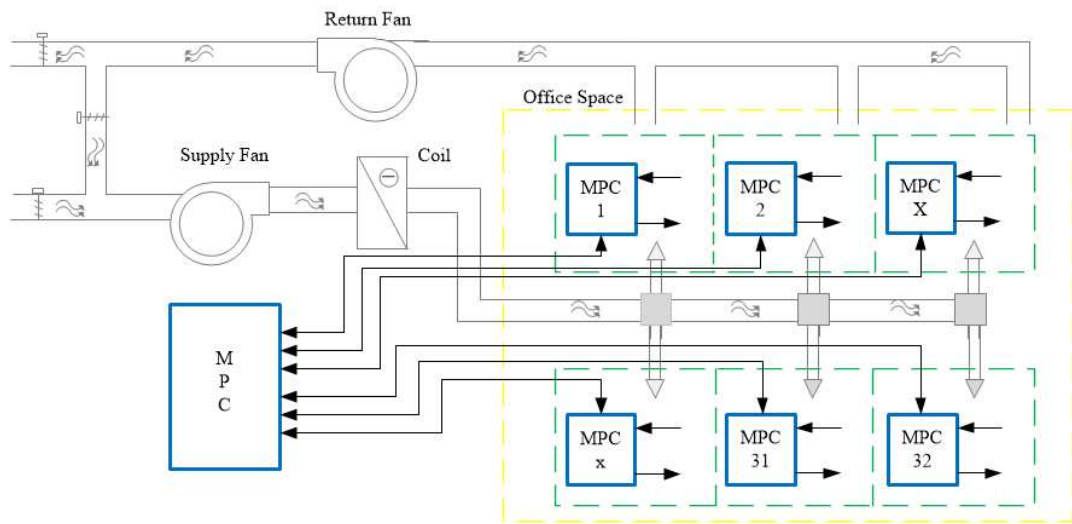 Return Fan
Office Space
Supply Fan
Coil
MPC
1
MPC
2
MPC
X
M
P
C
MPC
x
MPC
31
MPC
32